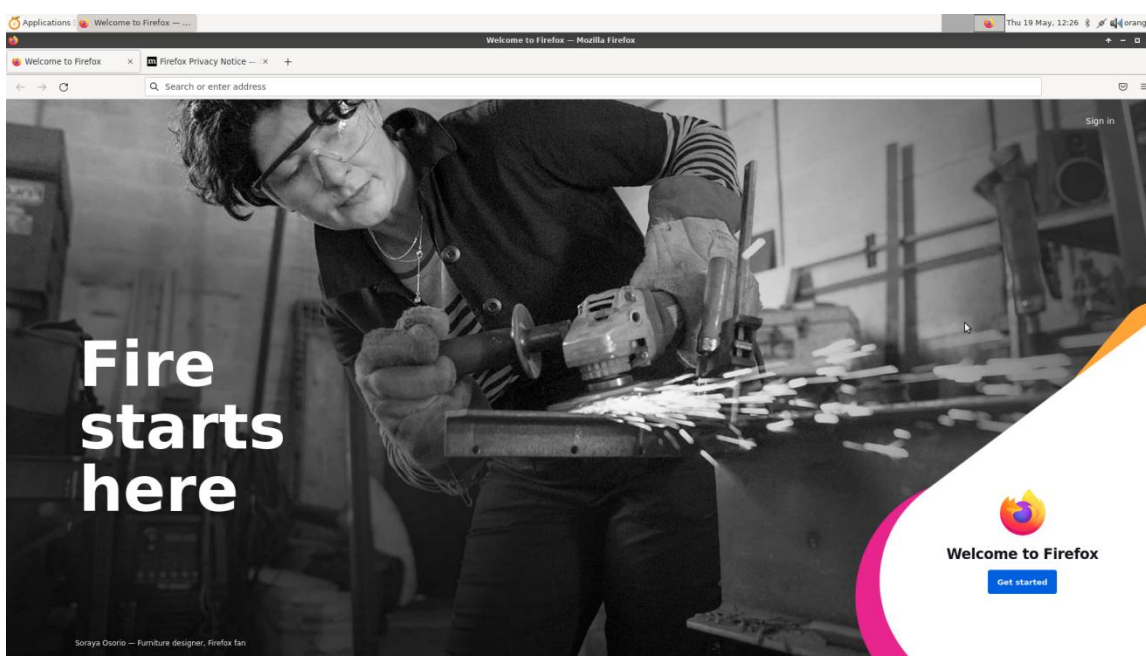 Applications
Welcome to Firefox — ...
Thu 19 May, 12:26
orang
Welcome to Firefox — Mozilla Firefox
Welcome to Firefox
Firefox Privacy Notice —
Search or enter address
Sign in
Fire
starts
here
Welcome to Firefox
Get started
Soraya Osorio — Furniture designer, Firefox fan